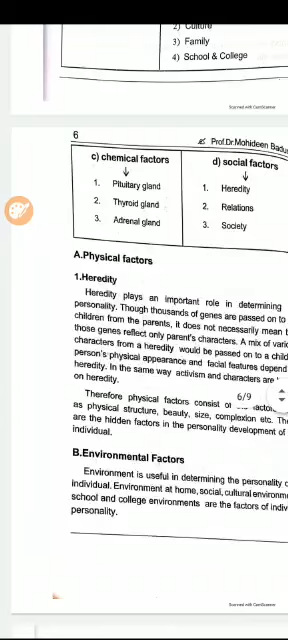 2) Culture
3) Family
4) School & College
Scanned with CamScanner
6
Prof.Dr.Mohideen
c) chemical factors
1. Pituitary gland
2. Thyroid gland
3. Adrenal gland
d) social factors
1. Heredity
2. Relations
3. Society
A.Physical factors
1.Heredity
Heredity plays an important role in determining
personality. Though thousands of genes are passed on to
children from the parents, it does not necessarily mean
those genes reflect only parent's characters. A mix of
characters from a heredity would be passed on to a child
person's physical appearance and facial features depend
heredity. In the same way activism and characters are
on heredity.
6/9
Therefore physical factors consist of
as physical structure, beauty, size, complexion etc.
are the hidden factors in the personality development of
individual.
B.Environmental Factors
Environment is useful in determining the personality
individual. Environment at home, social, cultural
school and college environments are the factors of
personality.
Scanned with CamScanner